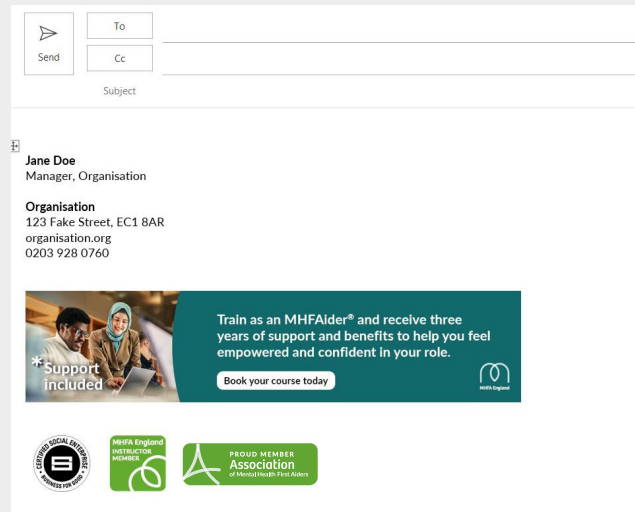 Send
To
Cc
Subject
Jane Doe
Manager, Organisation
Organisation
123 Fake Street, EC1 8AR
organisation.org
0203 928 0760
*Support
included
Train as an MHFAider® and receive three
years of support and benefits to help you feel
empowered and confident in your role.
Book your course today
MHFA England
CERTIFIED SOCIAL ENTERPRISE
BUSINESS FOR GOOD
MHFA England
INSTRUCTOR
MEMBER
PROUD MEMBER
Association
of Mental Health First Aiders